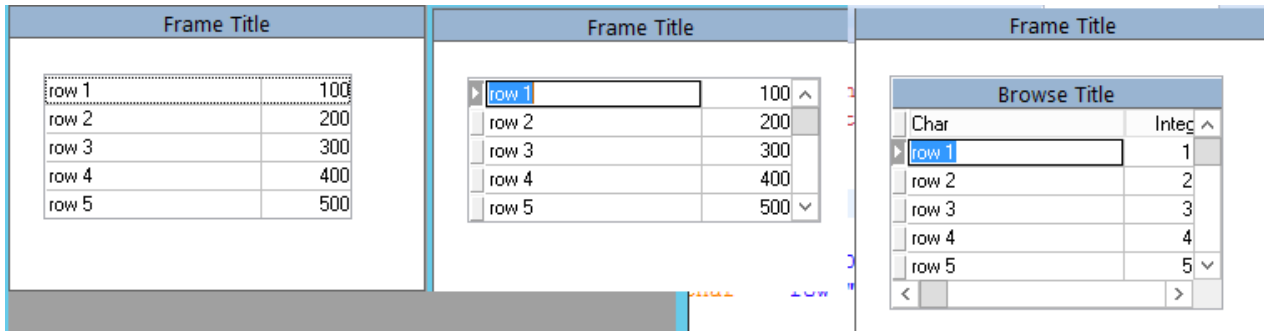 Frame Title
row 1 100
row 2 200
row 3 300
row 4 400
row 5 500
Frame Title
row 1 100
row 2 200
row 3 300
row 4 400
row 5 500
Frame Title
Browse Title
Char Integ
row 1 1
row 2 2
row 3 3
row 4 4
row 5 5
row "